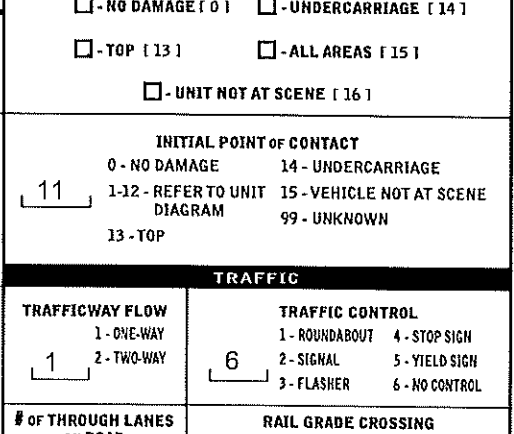 - NO DAMAGE [ 0 ] - UNDERCARRIAGE [ 14 ]
- TOP [ 13 ] - ALL AREAS [ 15 ]
- UNIT NOT AT SCENE [ 16 ]
INITIAL POINT OF CONTACT
0 - NO DAMAGE 14 - UNDERCARRIAGE
11 1-12 - REFER TO UNIT 15 - VEHICLE NOT AT SCENE
DIAGRAM 99 - UNKNOWN
13 - TOP
TRAFFIC
TRAFFICWAY FLOW
1 - ONE-WAY
1 2 - TWO-WAY
TRAFFIC CONTROL
1 - ROUNDABOUT 4 - STOP SIGN
6 2 - SIGNAL 5 - YIELD SIGN
3 - FLASHER 6 - NO CONTROL
# OF THROUGH LANES
RAIL GRADE CROSSING